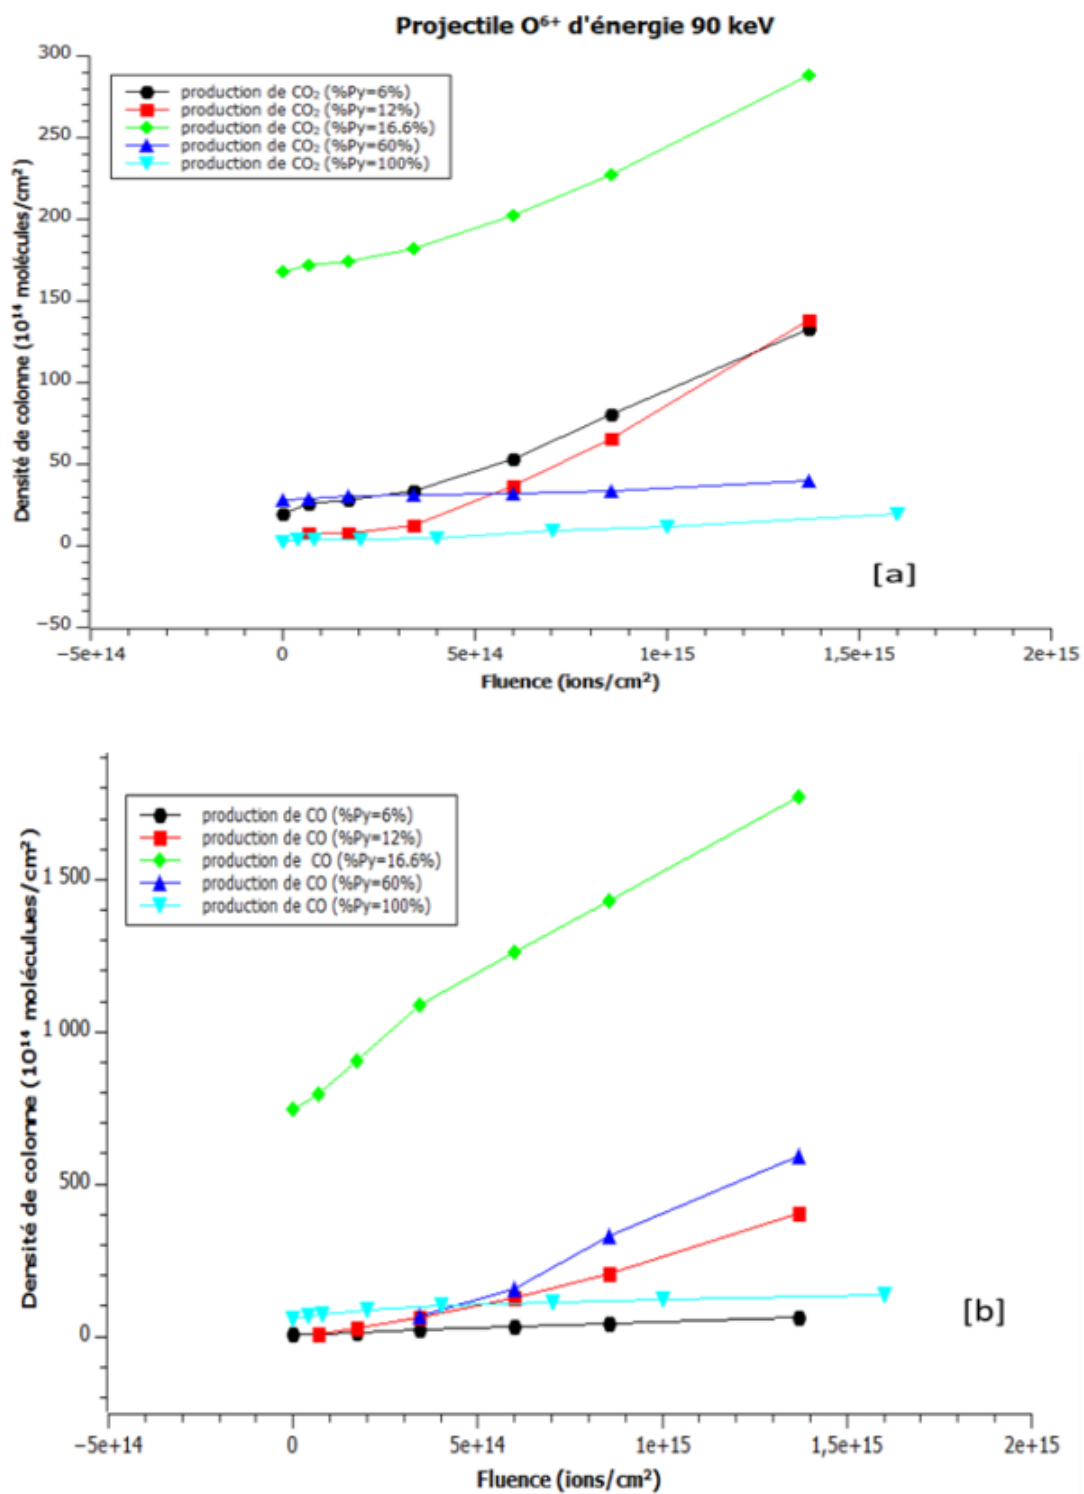 Projectile O⁶⁺ d'énergie 90 keV
300
250
200
150
100
50
0
−50
Densité de colonne (10¹⁴ molécules/cm²)
production de CO₂ (%Py=6%)
production de CO₂ (%Py=12%)
production de CO₂ (%Py=16.6%)
production de CO₂ (%Py=60%)
production de CO₂ (%Py=100%)
[a]
−5e+14 0 5e+14 1e+15 1,5e+15 2e+15
Fluence (ions/cm²)
1 500
1 000
500
0
Densité de colonne (10¹⁴ moléculues/cm²)
production de CO (%Py=6%)
production de CO (%Py=12%)
production de CO (%Py=16.6%)
production de CO (%Py=60%)
production de CO (%Py=100%)
[b]
−5e+14 0 5e+14 1e+15 1,5e+15 2e+15
Fluence (ions/cm²)